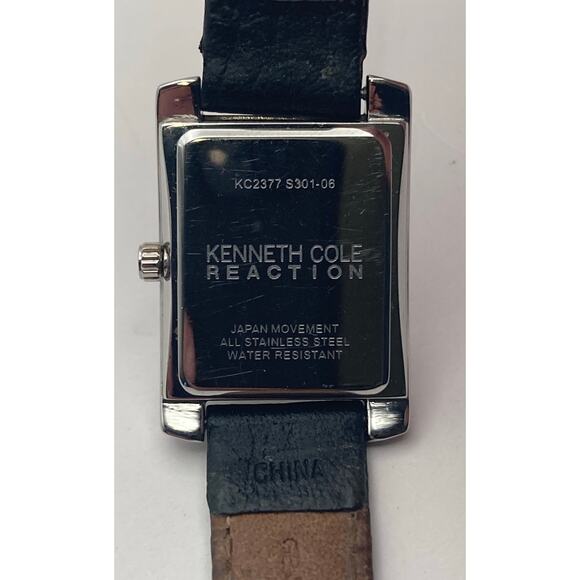 KC2377 S301-06
KENNETH COLE
REACTION
JAPAN MOVEMENT
ALL STAINLESS STEEL
WATER RESISTANT
CHINA